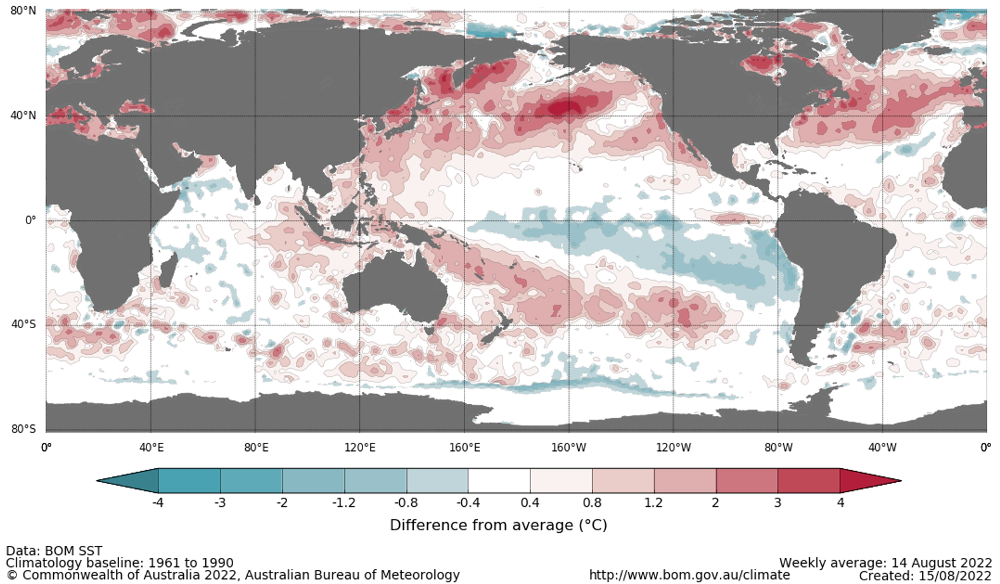 80°N
40°N
0°
40°S
80°S
0° 40°E 80°E 120°E 160°E 160°W 120°W 80°W 40°W 0°
-4 -3 -2 -1.2 -0.8 -0.4 0.4 0.8 1.2 2 3 4
Difference from average (°C)
Data: BOM SST
Climatology baseline: 1961 to 1990
© Commonwealth of Australia 2022, Australian Bureau of Meteorology
http://www.bom.gov.au/climate
Weekly average: 14 August 2022
Created: 15/08/2022